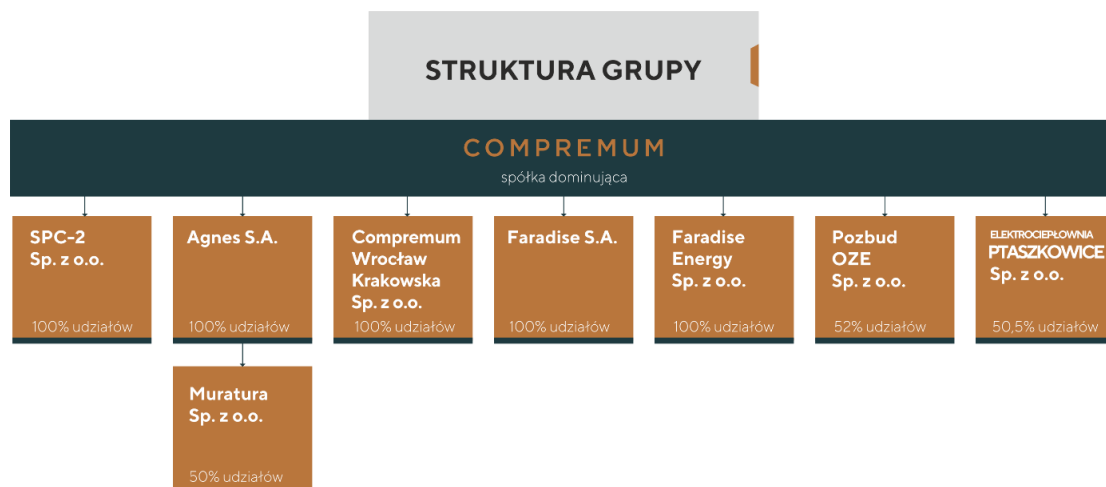 STRUKTURA GRUPY
COMPREMUM
spółka dominująca
SPC-2
Sp. z o.o.
100% udziałów
Agnes S.A.
100% udziałów
Compremum
Wrocław
Krakowska
Sp. z o.o.
100% udziałów
Faradise S.A.
100% udziałów
Faradise
Energy
Sp. z o.o.
100% udziałów
Pozbud
OZE
Sp. z o.o.
52% udziałów
ELEKTROCIEPŁOWNIA
PTASZKOWICE
Sp. z o.o.
50,5% udziałów
Muratura
Sp. z o.o.
50% udziałów